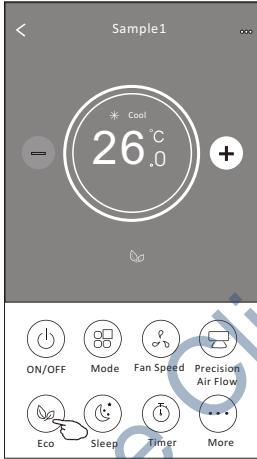 Sample1
Cool
26.0°C
ON/OFF
Mode
Fan Speed
Precision
Air Flow
Eco
Sleep
Timer
More